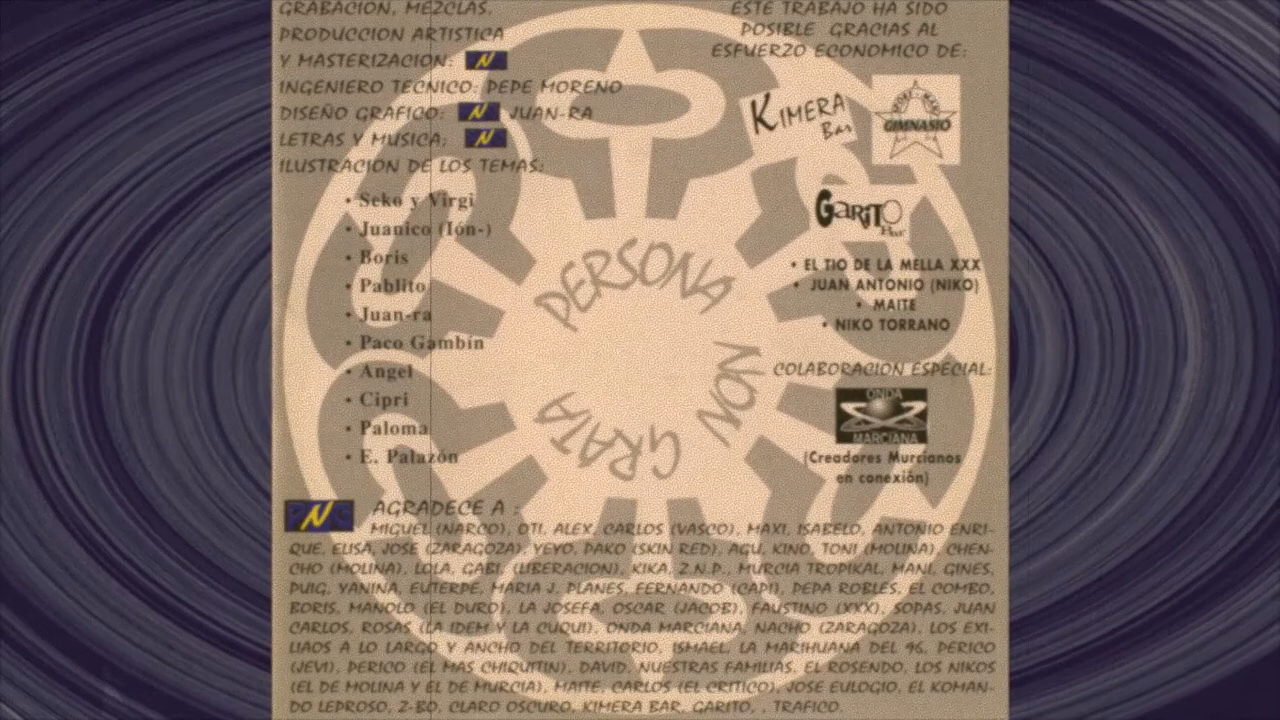 GRABACION, MEZCLAS,
PRODUCCION ARTISTICA
Y MASTERIZACION: N
INGENIERO TECNICO: PEPE MORENO
DISEÑO GRAFICO: N JUAN-RA
LETRAS Y MUSICA: N
ILUSTRACION DE LOS TEMAS:
• Seko y Virgi
• Juanico (Ión-)
• Boris
• Pablito
• Juan-ra
• Paco Gambín
• Angel
• Cipri
• Paloma
• E. Palazón
ESTE TRABAJO HA SIDO
POSIBLE GRACIAS AL
ESFUERZO ECONOMICO DE:
KIMERA
Bar
GIMNASIO
GARITO
Bar
• EL TIO DE LA MELLA XXX
• JUAN ANTONIO (NIKO)
• MAITE
• NIKO TORRANO
COLABORACION ESPECIAL:
ONDA
MARCIANA
(Creadores Murcianos
en conexión)
PERSONA
NON
GRATA
PNG AGRADECE A :
MIGUEL (NARCO), OTI, ALEX, CARLOS (VASCO), MAXI, ISABELO, ANTONIO ENRI-
QUE, ELISA, JOSE (ZARAGOZA), YEYO, PAKO (SKIN RED), AGU, KINO, TONI (MOLINA), CHEN-
CHO (MOLINA), LOLA, GABI, (LIBERACION), KIKA, Z.N.P., MURCIA TROPIKAL, MANI, GINES,
PUIG, YANINA, EUTERPE, MARIA J. PLANES, FERNANDO (CAPI), PEPA ROBLES, EL COMBO,
BORIS, MANOLO (EL DURO), LA JOSEFA, OSCAR (JACOB), FAUSTINO (XXX), SOPAS, JUAN
CARLOS, ROSAS (LA IDEM Y LA CUQUI), ONDA MARCIANA, NACHO (ZARAGOZA), LOS EXI-
LIAOS A LO LARGO Y ANCHO DEL TERRITORIO, ISMAEL, LA MARIHUANA DEL 96, PERICO
(JEVI), PERICO (EL MAS CHIQUITIN), DAVID, NUESTRAS FAMILIAS, EL ROSENDO, LOS NIKOS
(EL DE MOLINA Y EL DE MURCIA), MAITE, CARLOS (EL CRITICO), JOSE EULOGIO, EL KOMAN-
DO LEPROSO, Z-BO, CLARO OSCURO, KIMERA BAR, GARITO, , TRAFICO.